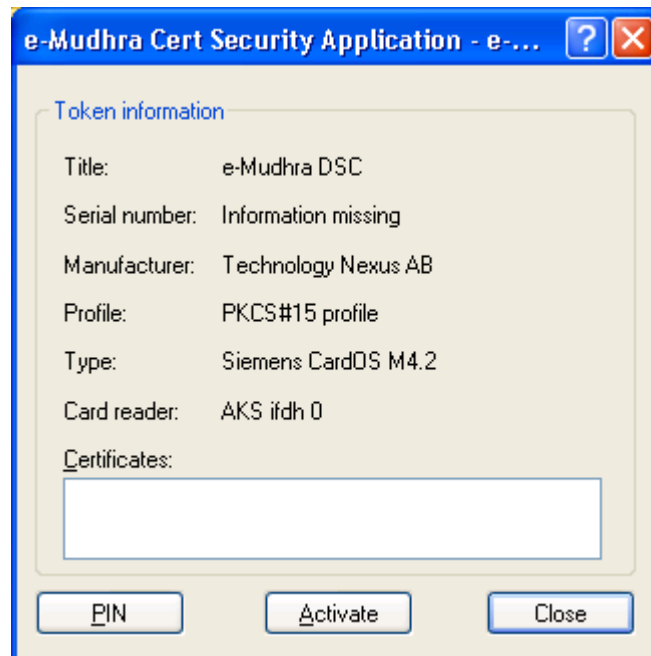 e-Mudhra Cert Security Application - e-...
Token information
Title: e-Mudhra DSC
Serial number: Information missing
Manufacturer: Technology Nexus AB
Profile: PKCS#15 profile
Type: Siemens CardOS M4.2
Card reader: AKS ifdh 0
Certificates:
PIN Activate Close